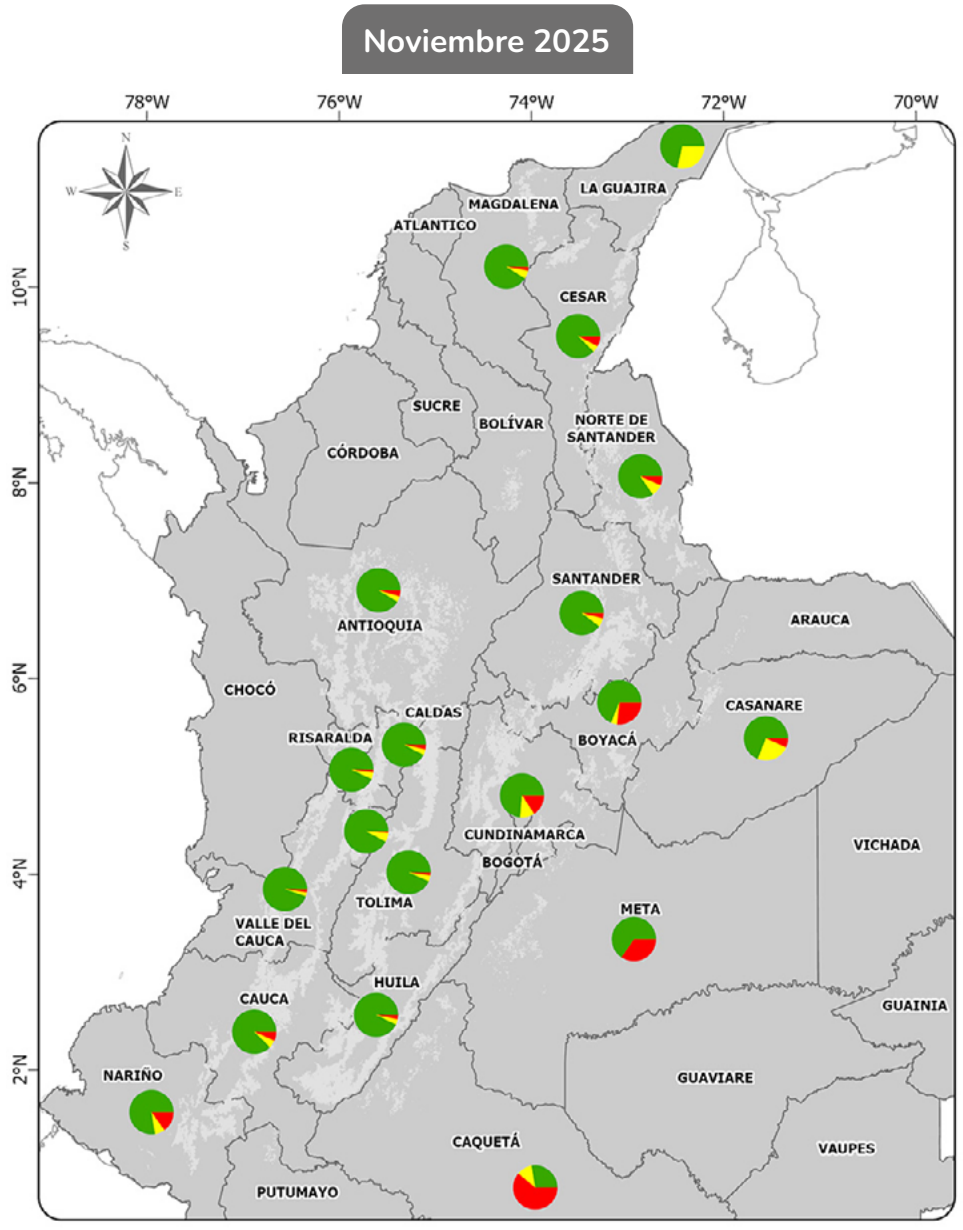 Noviembre 2025
78°W
76°W
74°W
72°W
70°W
N
W
E
S
10°N
8°N
6°N
4°N
2°N
LA GUAJIRA
MAGDALENA
ATLANTICO
CESAR
SUCRE
BOLÍVAR
NORTE DE
SANTANDER
CÓRDOBA
SANTANDER
ANTIOQUIA
ARAUCA
CHOCÓ
CALDAS
CASANARE
RISARALDA
BOYACÁ
CUNDINAMARCA
VICHADA
BOGOTÁ
TOLIMA
META
VALLE DEL
CAUCA
HUILA
CAUCA
GUAINIA
NARIÑO
GUAVIARE
CAQUETÁ
VAUPES
PUTUMAYO